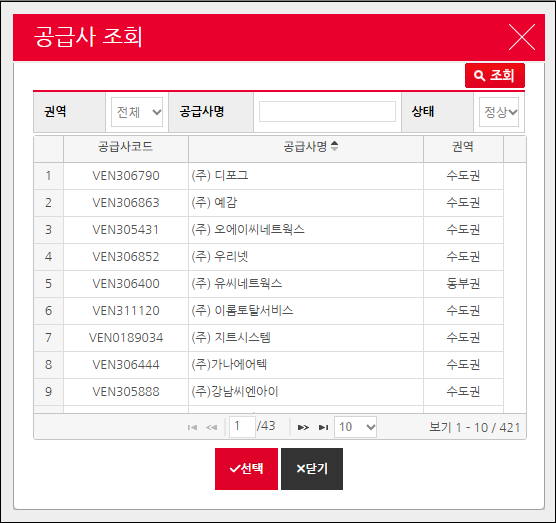 공급사 조회
조회
권역 전체 공급사명 상태 정상
공급사코드 공급사명 권역
1 VEN306790 (주) 디포그 수도권
2 VEN306863 (주) 예감 수도권
3 VEN305431 (주) 오에이씨네트웍스 수도권
4 VEN306852 (주) 우리넷 수도권
5 VEN306400 (주) 유씨네트웍스 동부권
6 VEN311120 (주) 이롬토탈서비스 수도권
7 VEN0189034 (주) 지트시스템 수도권
8 VEN306444 (주)가나에어텍 수도권
9 VEN305888 (주)강남씨엔아이 수도권
1 /43 10 보기 1 - 10 / 421
선택 닫기